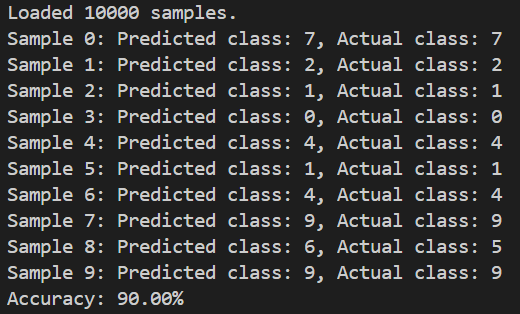 Loaded 10000 samples.
Sample 0: Predicted class: 7, Actual class: 7
Sample 1: Predicted class: 2, Actual class: 2
Sample 2: Predicted class: 1, Actual class: 1
Sample 3: Predicted class: 0, Actual class: 0
Sample 4: Predicted class: 4, Actual class: 4
Sample 5: Predicted class: 1, Actual class: 1
Sample 6: Predicted class: 4, Actual class: 4
Sample 7: Predicted class: 9, Actual class: 9
Sample 8: Predicted class: 6, Actual class: 5
Sample 9: Predicted class: 9, Actual class: 9
Accuracy: 90.00%